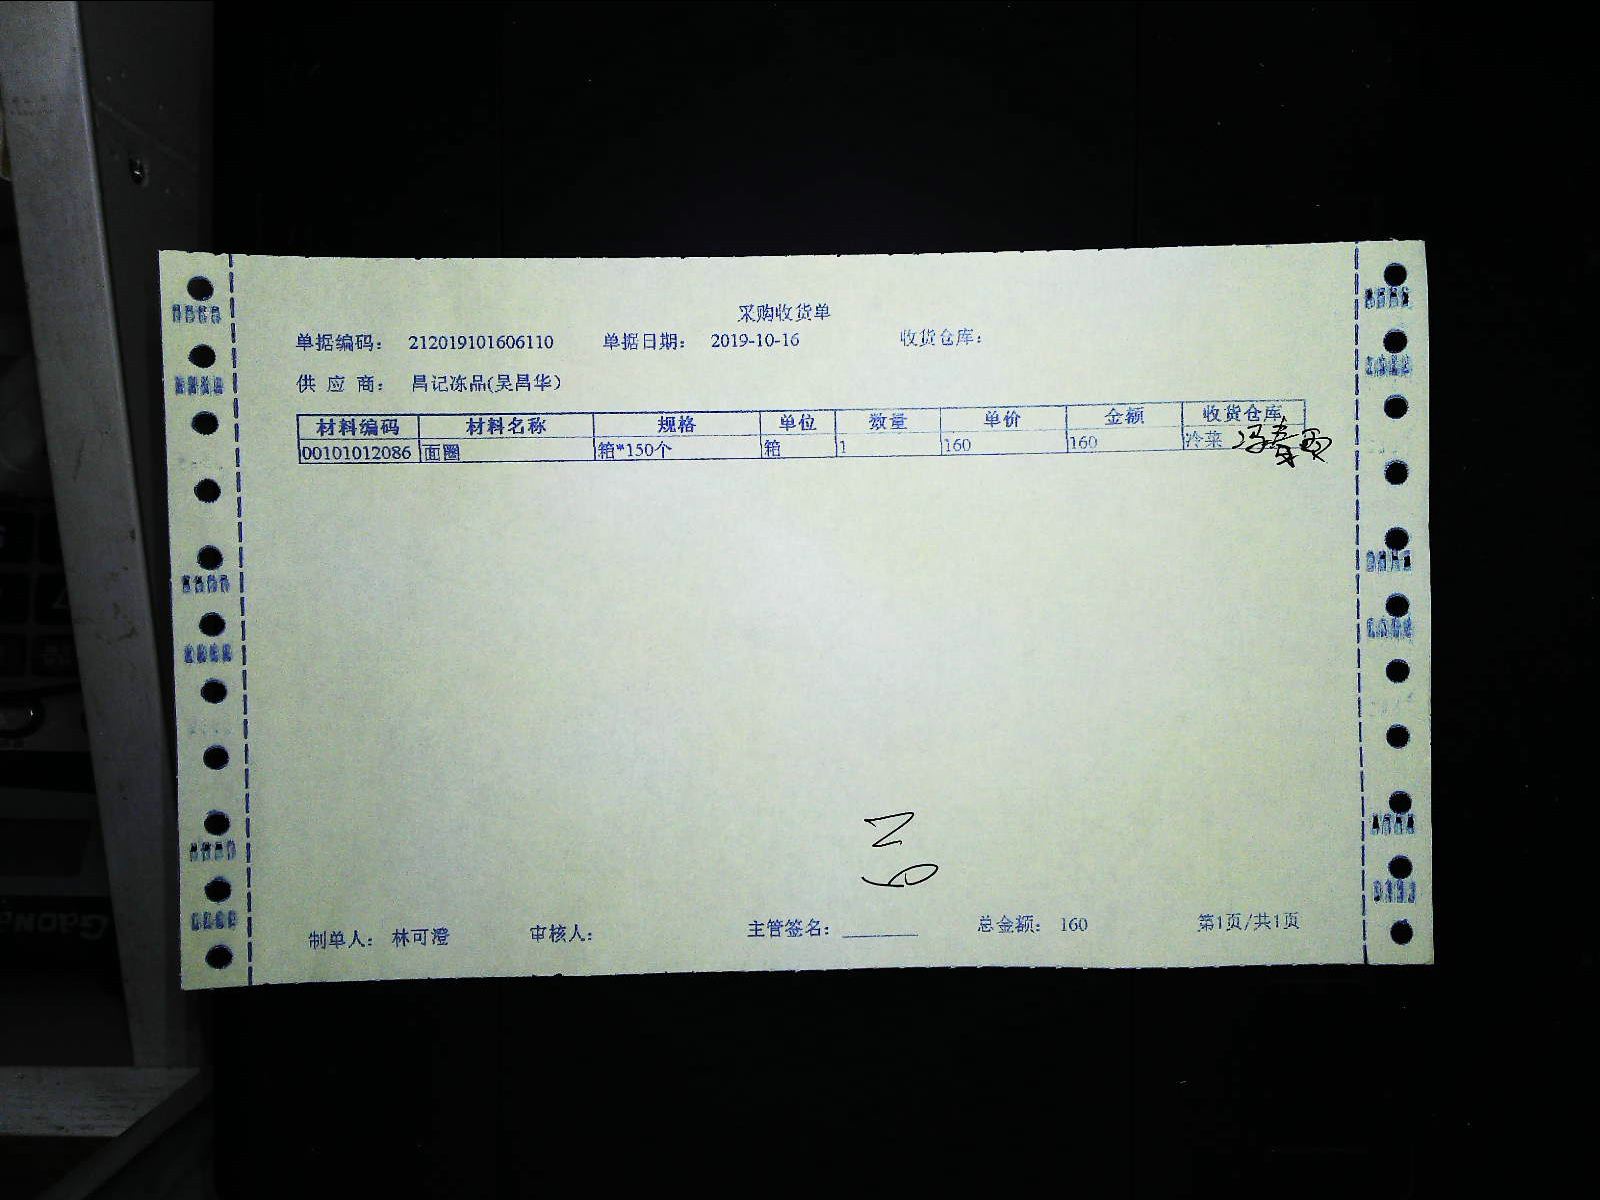 采购收货单
单据编码： 212019101606110 单据日期： 2019-10-16 收货仓库：
供 应 商： 昌记冻品(吴昌华)
材料编码 材料名称 规格 单位 数量 单价 金额 收货仓库
00101012086 面圈 箱*150个 箱 1 160 160 冷菜
制单人： 林可澄 审核人： 主管签名： 总金额： 160 第1页/共1页